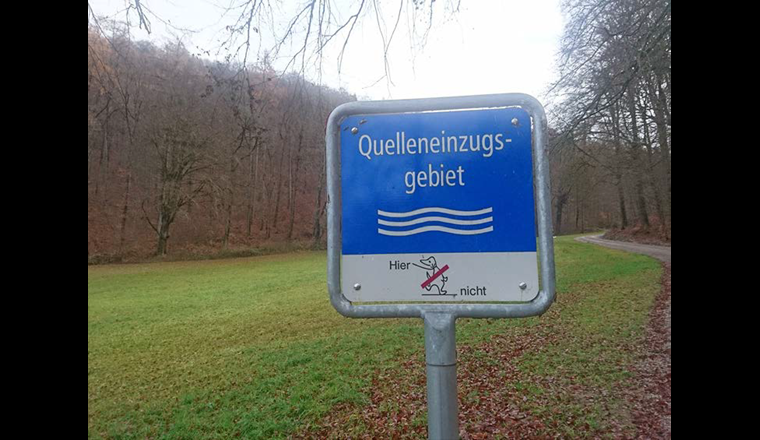 Quelleneinzugs-
gebiet
Hier
nicht